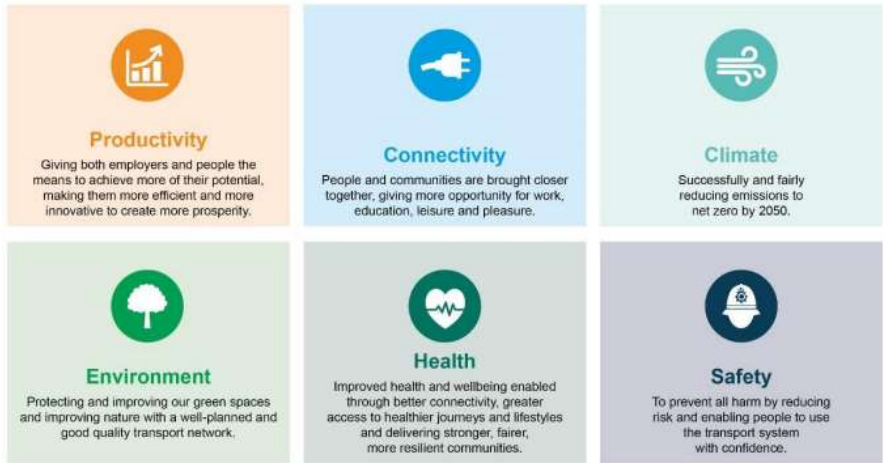 Productivity
Giving both employers and people the
means to achieve more of their potential,
making them more efficient and more
innovative to create more prosperity.
Connectivity
People and communities are brought closer
together, giving more opportunity for work,
education, leisure and pleasure.
Climate
Successfully and fairly
reducing emissions to
net zero by 2050.
Environment
Protecting and improving our green spaces
and improving nature with a well-planned and
good quality transport network.
Health
Improved health and wellbeing enabled
through better connectivity, greater
access to healthier journeys and lifestyles
and delivering stronger, fairer,
more resilient communities.
Safety
To prevent all harm by reducing
risk and enabling people to use
the transport system
with confidence.